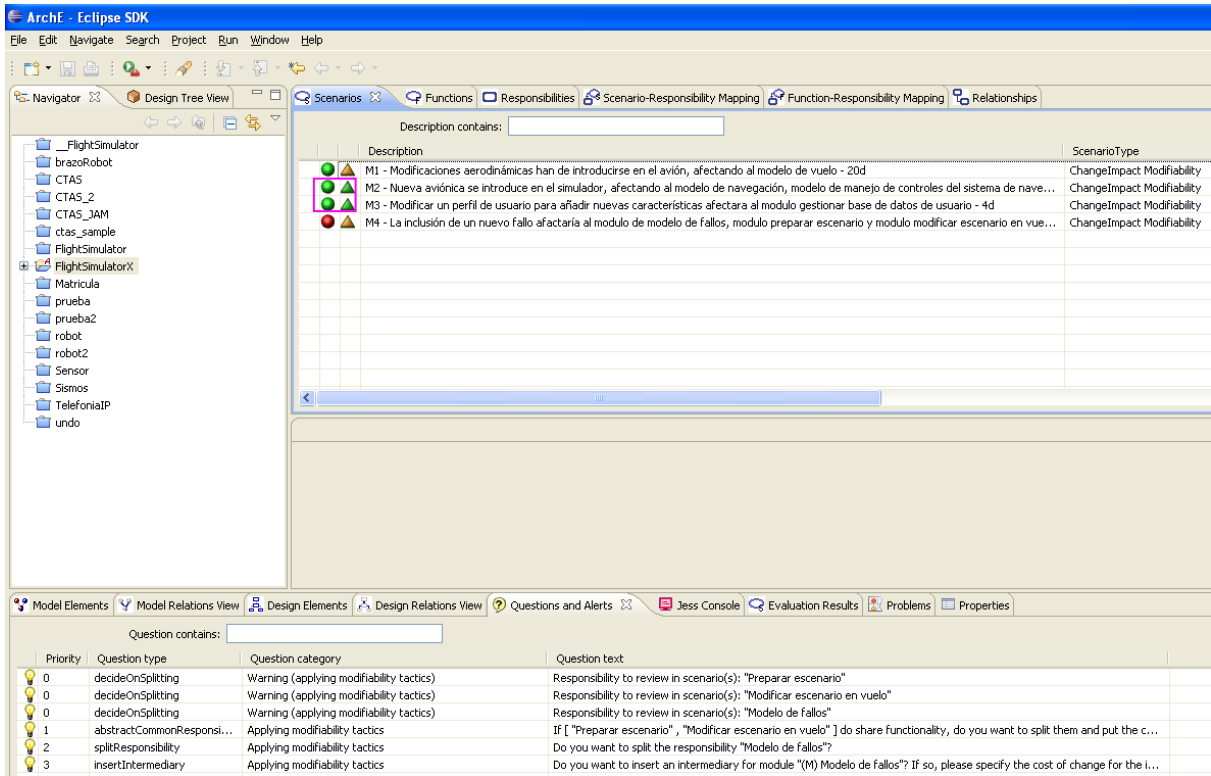 ArchE - Eclipse SDK
File Edit Navigate Search Project Run Window Help
Navigator Design Tree View
__FlightSimulator
brazoRobot
CTAS
CTAS_2
CTAS_JAM
ctas_sample
FlightSimulator
FlightSimulatorX
Matricula
prueba
prueba2
robot
robot2
Sensor
Sismos
TelefoniaIP
undo
Scenarios Functions Responsibilities Scenario-Responsibility Mapping Function-Responsibility Mapping Relationships
Description contains:
Description ScenarioType
M1 - Modificaciones aerodinámicas han de introducirse en el avión, afectando al modelo de vuelo - 20d ChangeImpact Modifiability
M2 - Nueva aviónica se introduce en el simulador, afectando al modelo de navegación, modelo de manejo de controles del sistema de nave... ChangeImpact Modifiability
M3 - Modificar un perfil de usuario para añadir nuevas características afectara al modulo gestionar base de datos de usuario - 4d ChangeImpact Modifiability
M4 - La inclusión de un nuevo fallo afactaría al modulo de modelo de fallos, modulo preparar escenario y modulo modificar escenario en vue... ChangeImpact Modifiability
Model Elements Model Relations View Design Elements Design Relations View Questions and Alerts Jess Console Evaluation Results Problems Properties
Question contains:
Priority Question type Question category Question text
0 decideOnSplitting Warning (applying modifiability tactics) Responsibility to review in scenario(s): "Preparar escenario"
0 decideOnSplitting Warning (applying modifiability tactics) Responsibility to review in scenario(s): "Modificar escenario en vuelo"
0 decideOnSplitting Warning (applying modifiability tactics) Responsibility to review in scenario(s): "Modelo de fallos"
1 abstractCommonResponsi... Applying modifiability tactics If [ "Preparar escenario" , "Modificar escenario en vuelo" ] do share functionality, do you want to split them and put the c...
2 splitResponsibility Applying modifiability tactics Do you want to split the responsibility "Modelo de fallos"?
3 insertIntermediary Applying modifiability tactics Do you want to insert an intermediary for module "(M) Modelo de fallos"? If so, please specify the cost of change for the i...